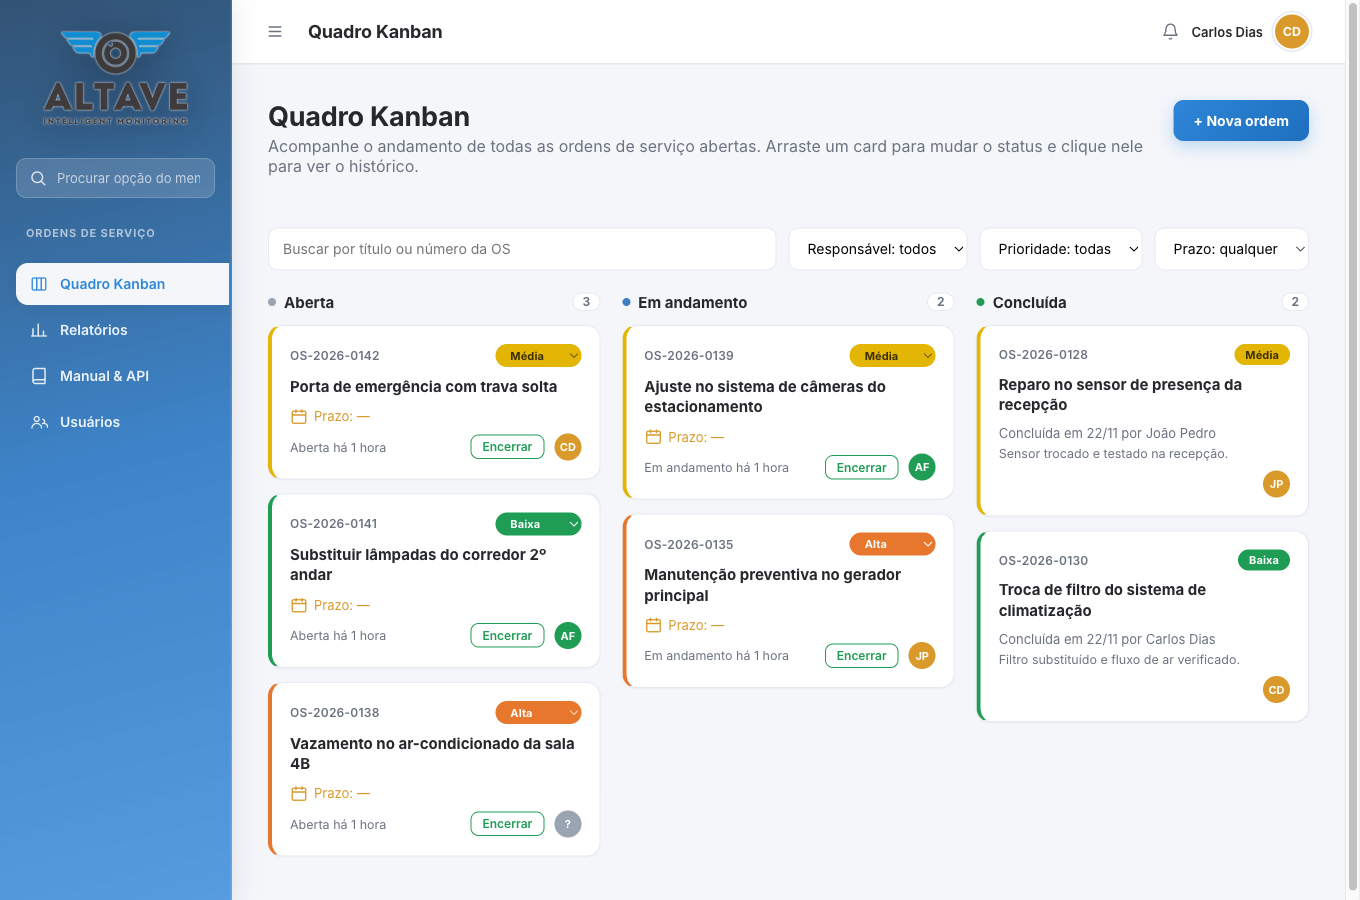 ALTAVE
INTELLIGENT MONITORING
Procurar opção do men
ORDENS DE SERVIÇO
Quadro Kanban
Relatórios
Manual & API
Usuários
Quadro Kanban
Carlos Dias
CD
Quadro Kanban
Acompanhe o andamento de todas as ordens de serviço abertas. Arraste um card para mudar o status e clique nele
para ver o histórico.
+ Nova ordem
Buscar por título ou número da OS
Responsável: todos
Prioridade: todas
Prazo: qualquer
Aberta
3
OS-2026-0142
Média
Porta de emergência com trava solta
Prazo: —
Aberta há 1 hora
Encerrar
CD
OS-2026-0141
Baixa
Substituir lâmpadas do corredor 2º
andar
Prazo: —
Aberta há 1 hora
Encerrar
AF
OS-2026-0138
Alta
Vazamento no ar-condicionado da sala
4B
Prazo: —
Aberta há 1 hora
Encerrar
?
Em andamento
2
OS-2026-0139
Média
Ajuste no sistema de câmeras do
estacionamento
Prazo: —
Em andamento há 1 hora
Encerrar
AF
OS-2026-0135
Alta
Manutenção preventiva no gerador
principal
Prazo: —
Em andamento há 1 hora
Encerrar
JP
Concluída
2
OS-2026-0128
Média
Reparo no sensor de presença da
recepção
Concluída em 22/11 por João Pedro
Sensor trocado e testado na recepção.
JP
OS-2026-0130
Baixa
Troca de filtro do sistema de
climatização
Concluída em 22/11 por Carlos Dias
Filtro substituído e fluxo de ar verificado.
CD